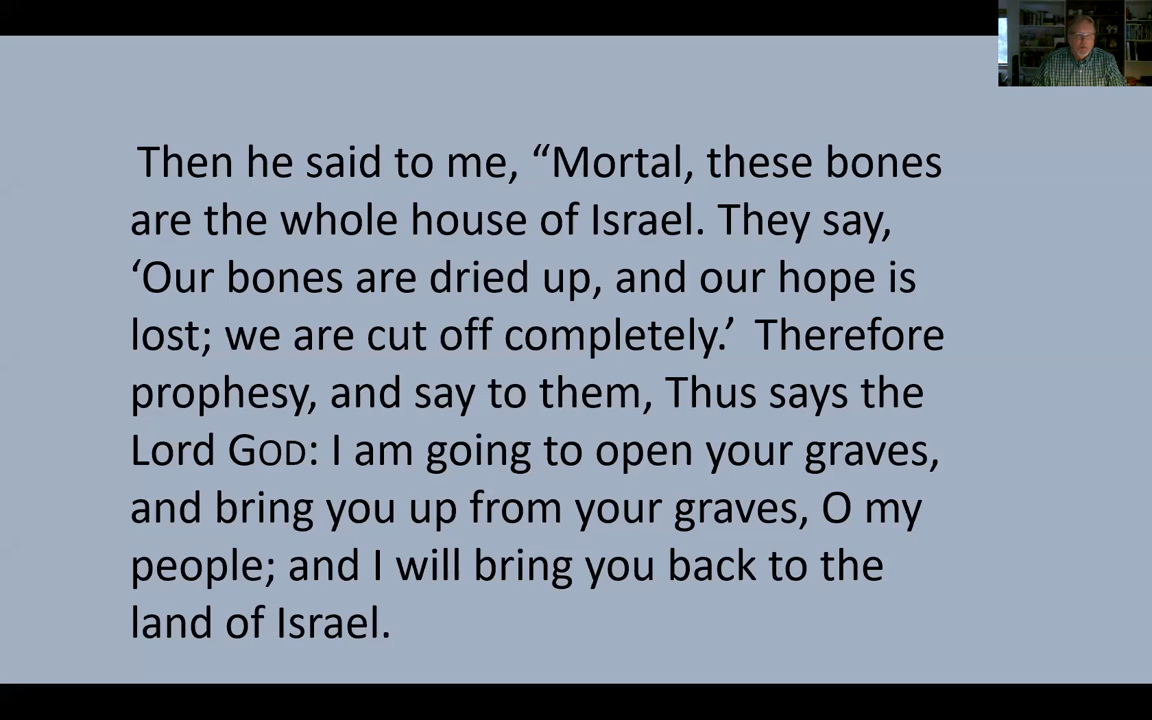 Then he said to me, “Mortal, these bones
are the whole house of Israel. They say,
‘Our bones are dried up, and our hope is
lost; we are cut off completely.’ Therefore
prophesy, and say to them, Thus says the
Lord GOD: I am going to open your graves,
and bring you up from your graves, O my
people; and I will bring you back to the
land of Israel.